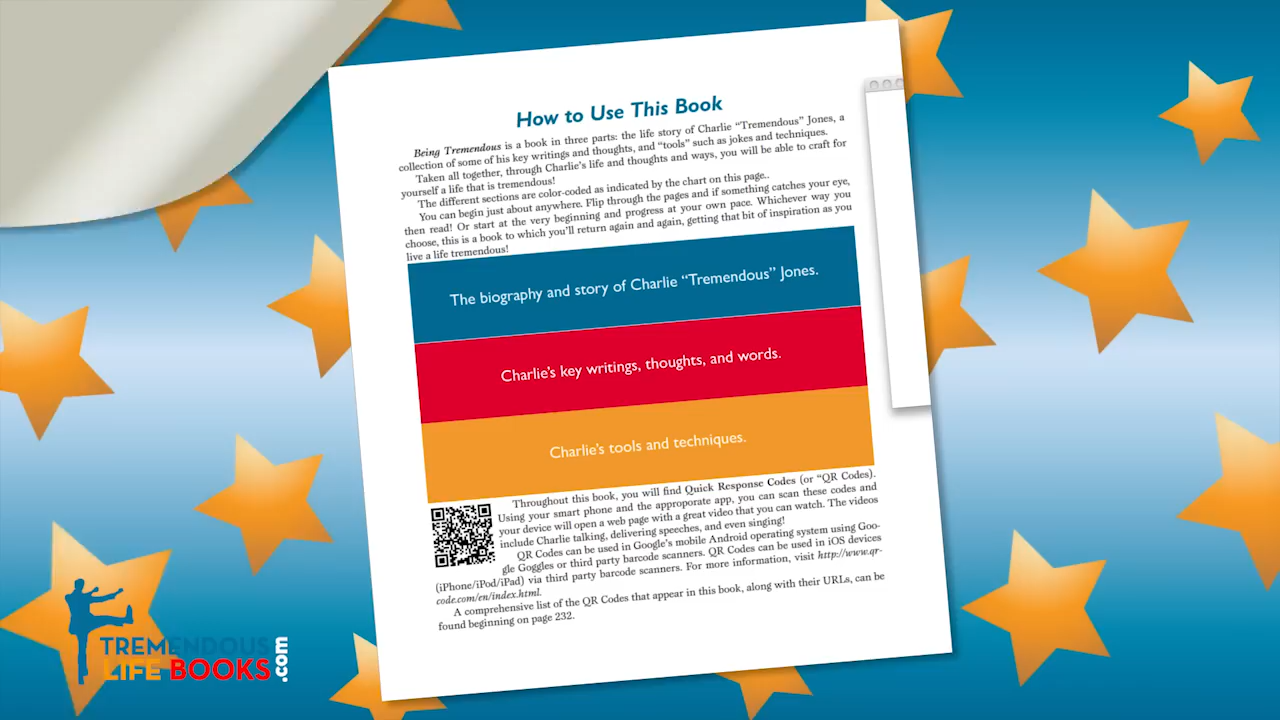 How to Use This Book
Being Tremendous is a book in three parts: the life story of Charlie “Tremendous” Jones, a
collection of some of his key writings and thoughts, and “tools” such as jokes and techniques.
Taken all together, through Charlie’s life and thoughts and ways, you will be able to craft for
yourself a life that is tremendous!
The different sections are color-coded as indicated by the chart on this page..
You can begin just about anywhere. Flip through the pages and if something catches your eye,
then read! Or start at the very beginning and progress at your own pace. Whichever way you
choose, this is a book to which you’ll return again and again, getting that bit of inspiration as you
live a life tremendous!
The biography and story of Charlie “Tremendous” Jones.
Charlie’s key writings, thoughts, and words.
Charlie’s tools and techniques.
Throughout this book, you will find Quick Response Codes (or “QR Codes).
Using your smart phone and the approporate app, you can scan these codes and
your device will open a web page with a great video that you can watch. The videos
include Charlie talking, delivering speeches, and even singing!
QR Codes can be used in Google’s mobile Android operating system using Goo-
gle Goggles or third party barcode scanners. QR Codes can be used in iOS devices
(iPhone/iPod/iPad) via third party barcode scanners. For more information, visit http://www.qr-
code.com/en/index.html.
A comprehensive list of the QR Codes that appear in this book, along with their URLs, can be
found beginning on page 232.
TREMENDOUS
LIFE BOOKS.com